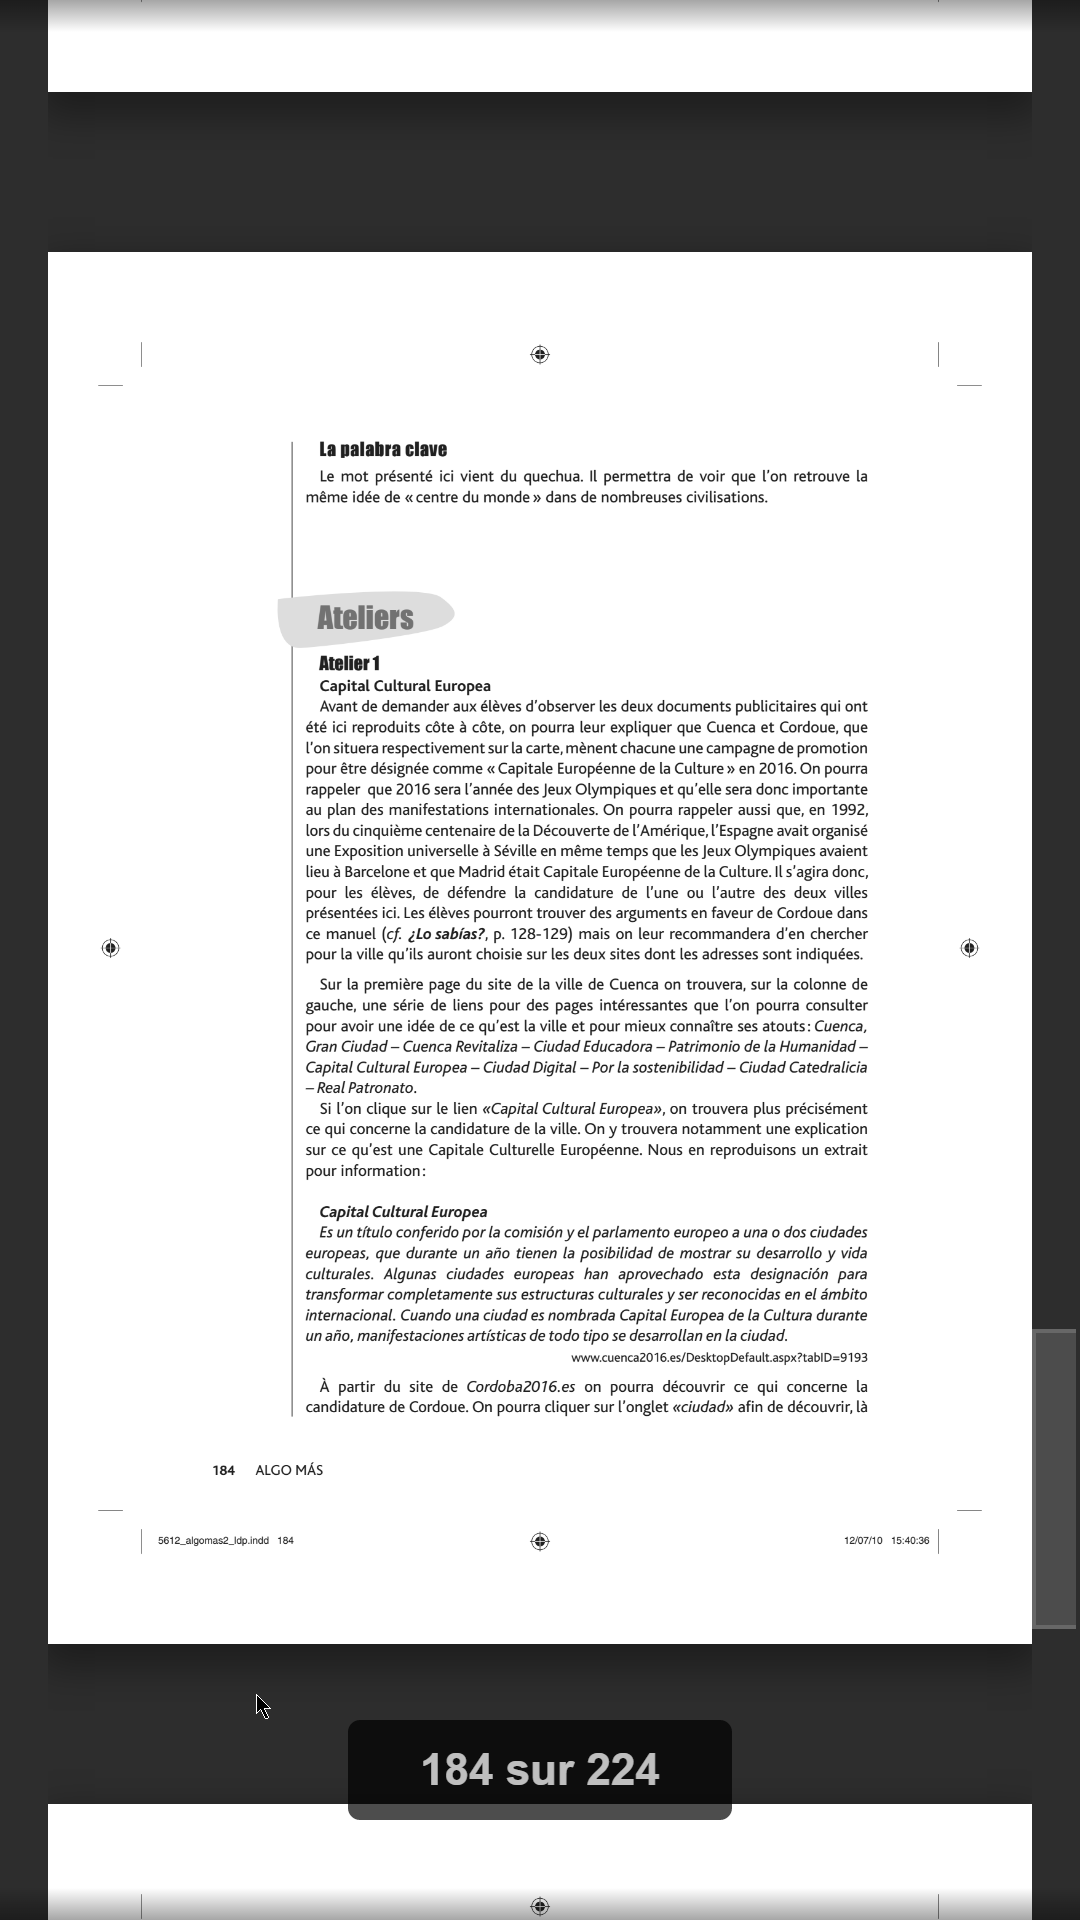 La palabra clave
Le mot présenté ici vient du quechua. Il permettra de voir que l’on retrouve la
même idée de « centre du monde » dans de nombreuses civilisations.
Ateliers
Atelier 1
Capital Cultural Europea
Avant de demander aux élèves d’observer les deux documents publicitaires qui ont
été ici reproduits côte à côte, on pourra leur expliquer que Cuenca et Cordoue, que
l’on situera respectivement sur la carte, mènent chacune une campagne de promotion
pour être désignée comme « Capitale Européenne de la Culture » en 2016. On pourra
rappeler que 2016 sera l’année des Jeux Olympiques et qu’elle sera donc importante
au plan des manifestations internationales. On pourra rappeler aussi que, en 1992,
lors du cinquième centenaire de la Découverte de l’Amérique, l’Espagne avait organisé
une Exposition universelle à Séville en même temps que les Jeux Olympiques avaient
lieu à Barcelone et que Madrid était Capitale Européenne de la Culture. Il s’agira donc,
pour les élèves, de défendre la candidature de l’une ou l’autre des deux villes
présentées ici. Les élèves pourront trouver des arguments en faveur de Cordoue dans
ce manuel (cf. ¿Lo sabías?, p. 128-129) mais on leur recommandera d’en chercher
pour la ville qu’ils auront choisie sur les deux sites dont les adresses sont indiquées.
Sur la première page du site de la ville de Cuenca on trouvera, sur la colonne de
gauche, une série de liens pour des pages intéressantes que l’on pourra consulter
pour avoir une idée de ce qu’est la ville et pour mieux connaître ses atouts : Cuenca,
Gran Ciudad – Cuenca Revitaliza – Ciudad Educadora – Patrimonio de la Humanidad –
Capital Cultural Europea – Ciudad Digital – Por la sostenibilidad – Ciudad Catedralicia
– Real Patronato.
Si l’on clique sur le lien «Capital Cultural Europea», on trouvera plus précisément
ce qui concerne la candidature de la ville. On y trouvera notamment une explication
sur ce qu’est une Capitale Culturelle Européenne. Nous en reproduisons un extrait
pour information :
Capital Cultural Europea
Es un título conferido por la comisión y el parlamento europeo a una o dos ciudades
europeas, que durante un año tienen la posibilidad de mostrar su desarrollo y vida
culturales. Algunas ciudades europeas han aprovechado esta designación para
transformar completamente sus estructuras culturales y ser reconocidas en el ámbito
internacional. Cuando una ciudad es nombrada Capital Europea de la Cultura durante
un año, manifestaciones artísticas de todo tipo se desarrollan en la ciudad.
www.cuenca2016.es/DesktopDefault.aspx?tabID=9193
À partir du site de Cordoba2016.es on pourra découvrir ce qui concerne la
candidature de Cordoue. On pourra cliquer sur l’onglet «ciudad» afin de découvrir, là
184 ALGO MÁS
5612_algomas2_ldp.indd 184 12/07/10 15:40:36
184 sur 224